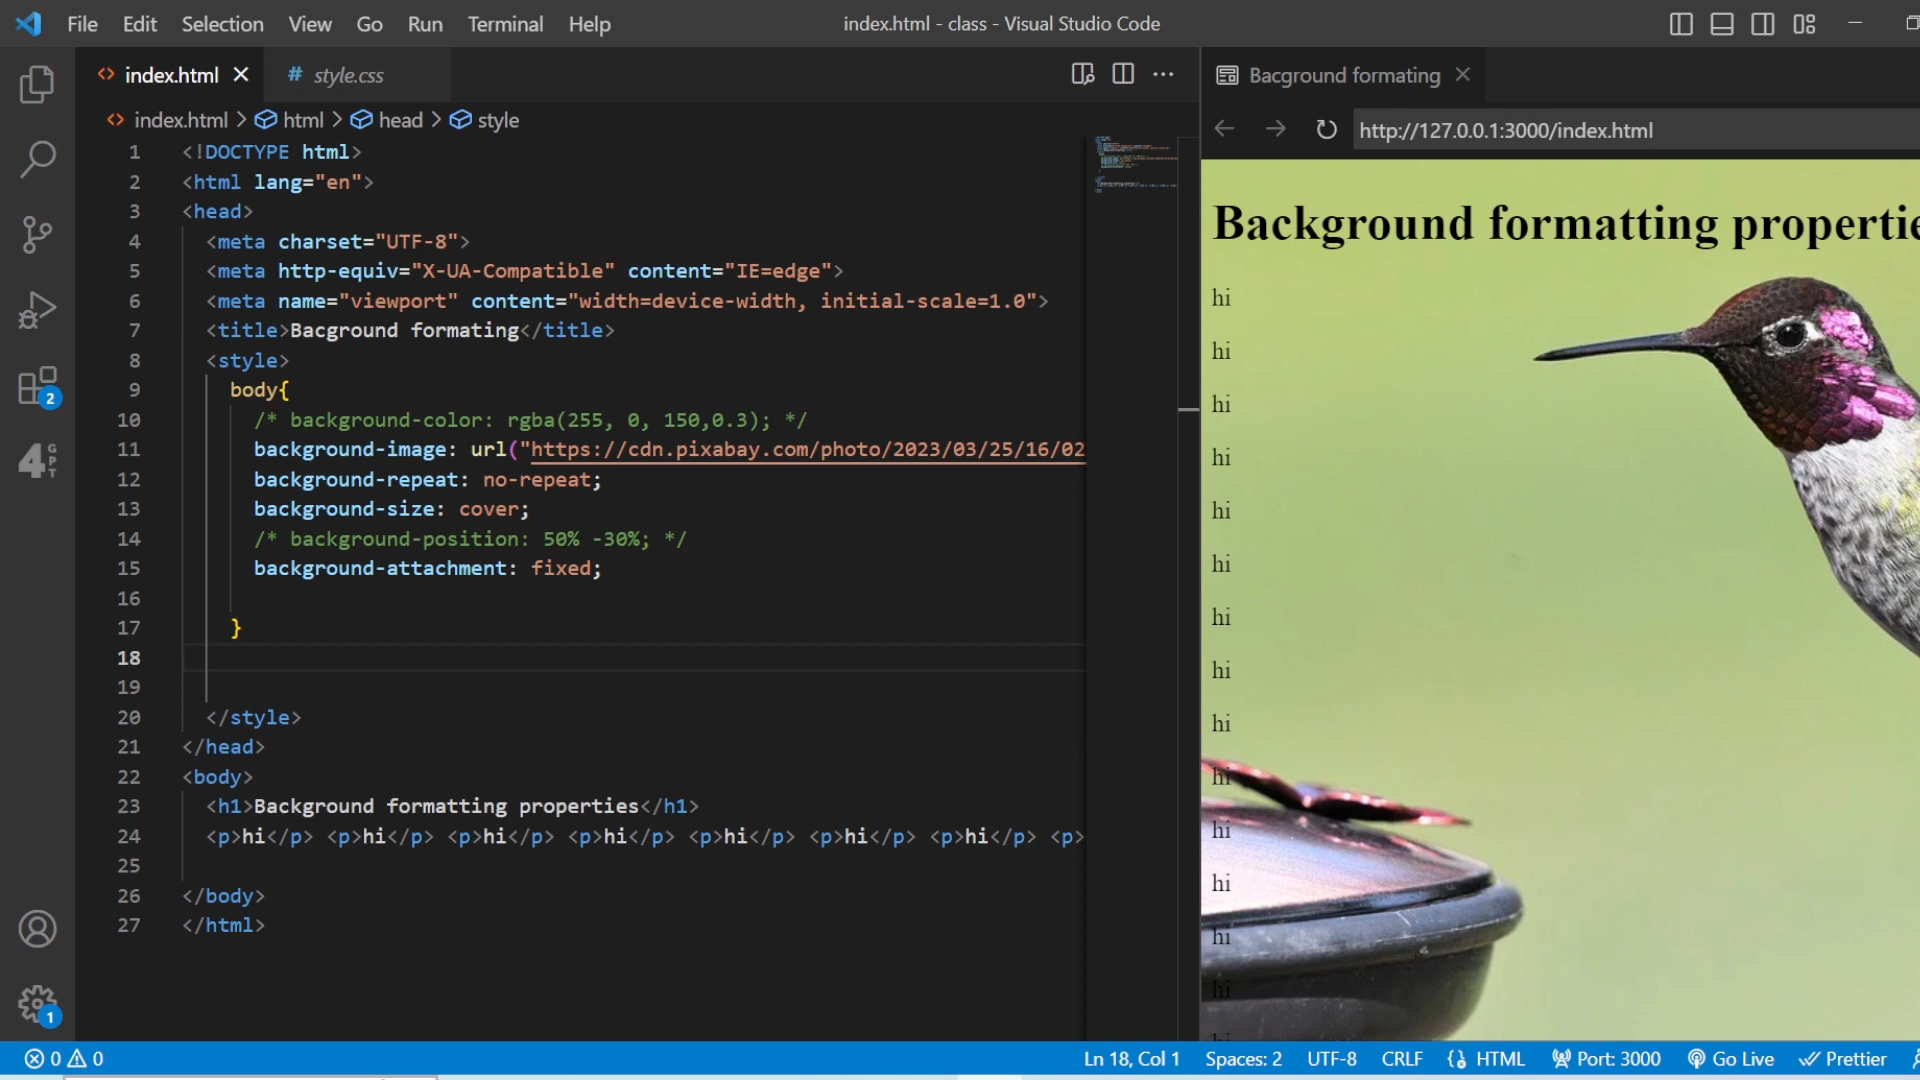 File Edit Selection View Go Run Terminal Help
index.html - class - Visual Studio Code
index.html
# style.css
index.html > html > head > style
1 <!DOCTYPE html>
2 <html lang="en">
3 <head>
4 <meta charset="UTF-8">
5 <meta http-equiv="X-UA-Compatible" content="IE=edge">
6 <meta name="viewport" content="width=device-width, initial-scale=1.0">
7 <title>Bacground formating</title>
8 <style>
9 body{
10 /* background-color: rgba(255, 0, 150,0.3); */
11 background-image: url("https://cdn.pixabay.com/photo/2023/03/25/16/02
12 background-repeat: no-repeat;
13 background-size: cover;
14 /* background-position: 50% -30%; */
15 background-attachment: fixed;
16
17 }
18
19
20 </style>
21 </head>
22 <body>
23 <h1>Background formatting properties</h1>
24 <p>hi</p> <p>hi</p> <p>hi</p> <p>hi</p> <p>hi</p> <p>hi</p> <p>hi</p> <p>
25
26 </body>
27 </html>
2
4 GPT
1
Bacground formating
http://127.0.0.1:3000/index.html
Background formatting propertie
hi
hi
hi
hi
hi
hi
hi
hi
hi
hi
hi
hi
hi
hi
0 0
Ln 18, Col 1 Spaces: 2 UTF-8 CRLF HTML Port: 3000 Go Live Prettier